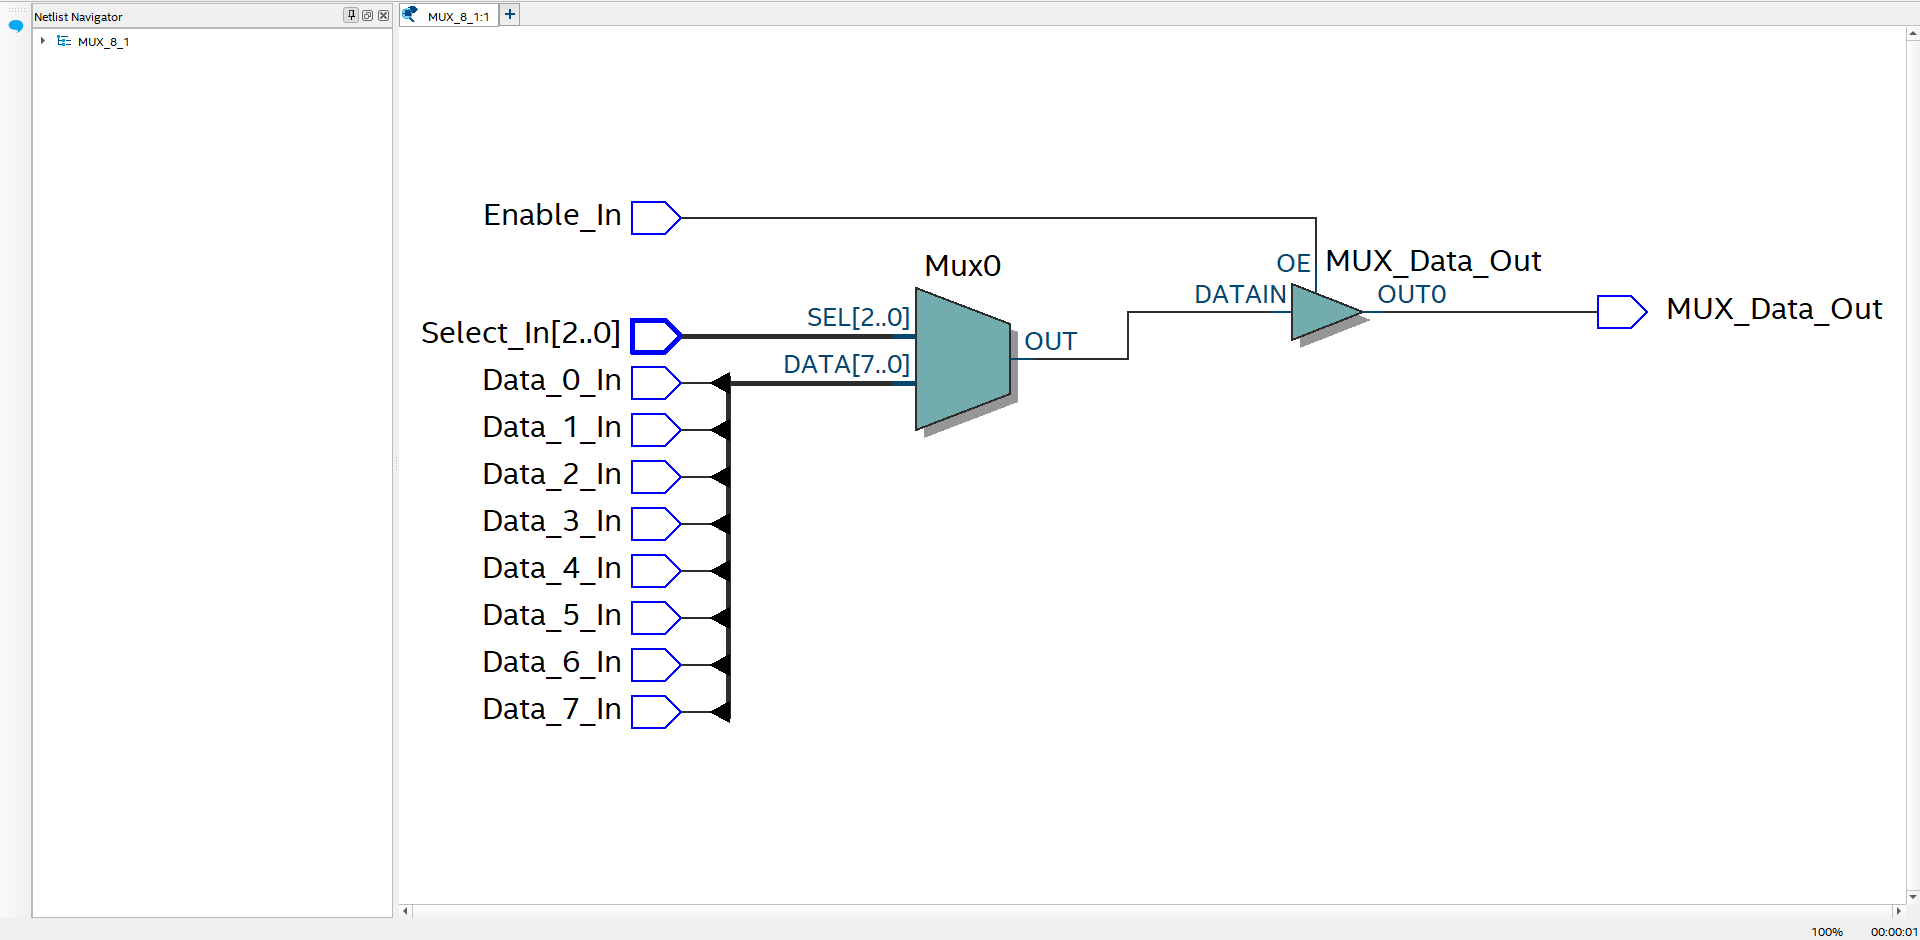 Netlist Navigator
MUX_8_1:1
+
MUX_8_1
Enable_In
Mux0
OE
MUX_Data_Out
DATAIN
OUT0
MUX_Data_Out
Select_In[2..0]
SEL[2..0]
OUT
DATA[7..0]
Data_0_In
Data_1_In
Data_2_In
Data_3_In
Data_4_In
Data_5_In
Data_6_In
Data_7_In
100%
00:00:01